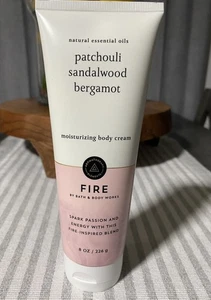 natural essential oils
patchouli
sandalwood
bergamot
moisturizing body cream
FIRE
BY BATH & BODY WORKS
SPARK PASSION AND
ENERGY WITH THIS
FIRE-INSPIRED BLEND
8 OZ / 226 g